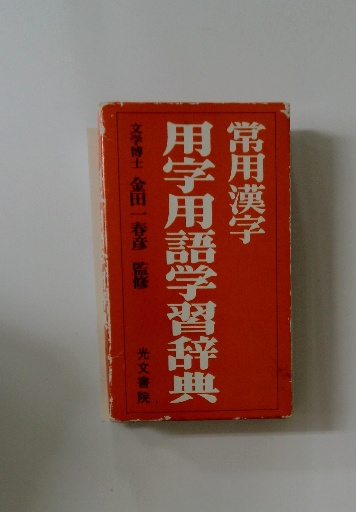 常用漢字
用字用語学習辞典
文学博士 金田一春彦 監修
光文書院